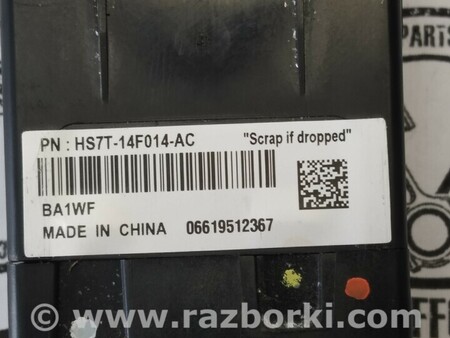 PARTS
PN : HS7T-14F014-AC "Scrap if dropped"
BA1WF
MADE IN CHINA 06619512367
www.razborki.com